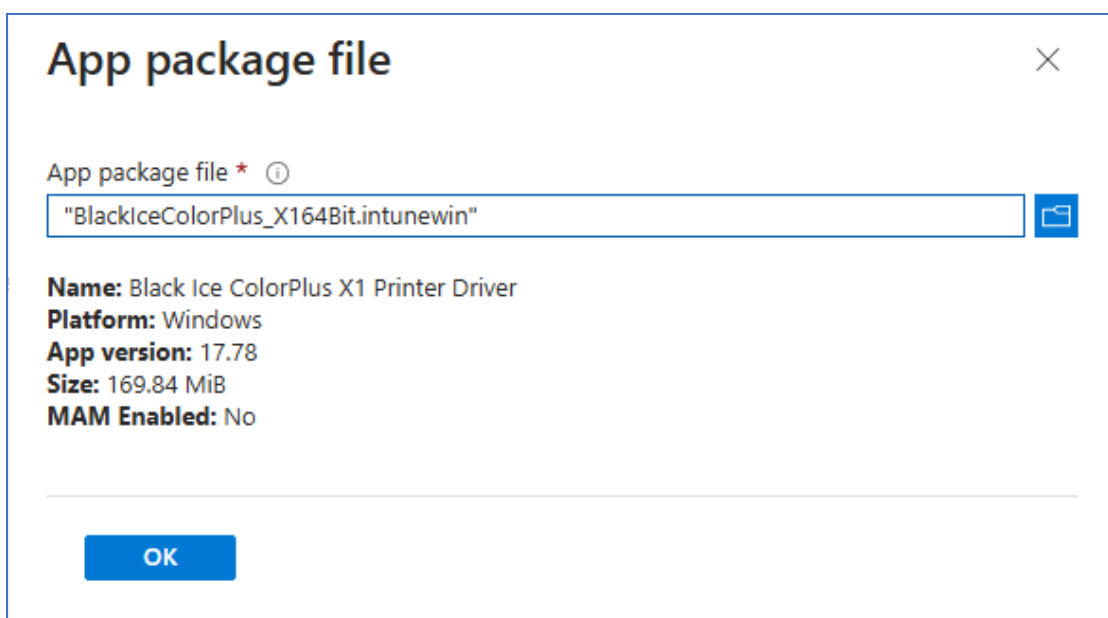 App package file
App package file *
"BlackIceColorPlus_X164Bit.intunewin"
Name: Black Ice ColorPlus X1 Printer Driver
Platform: Windows
App version: 17.78
Size: 169.84 MiB
MAM Enabled: No
OK